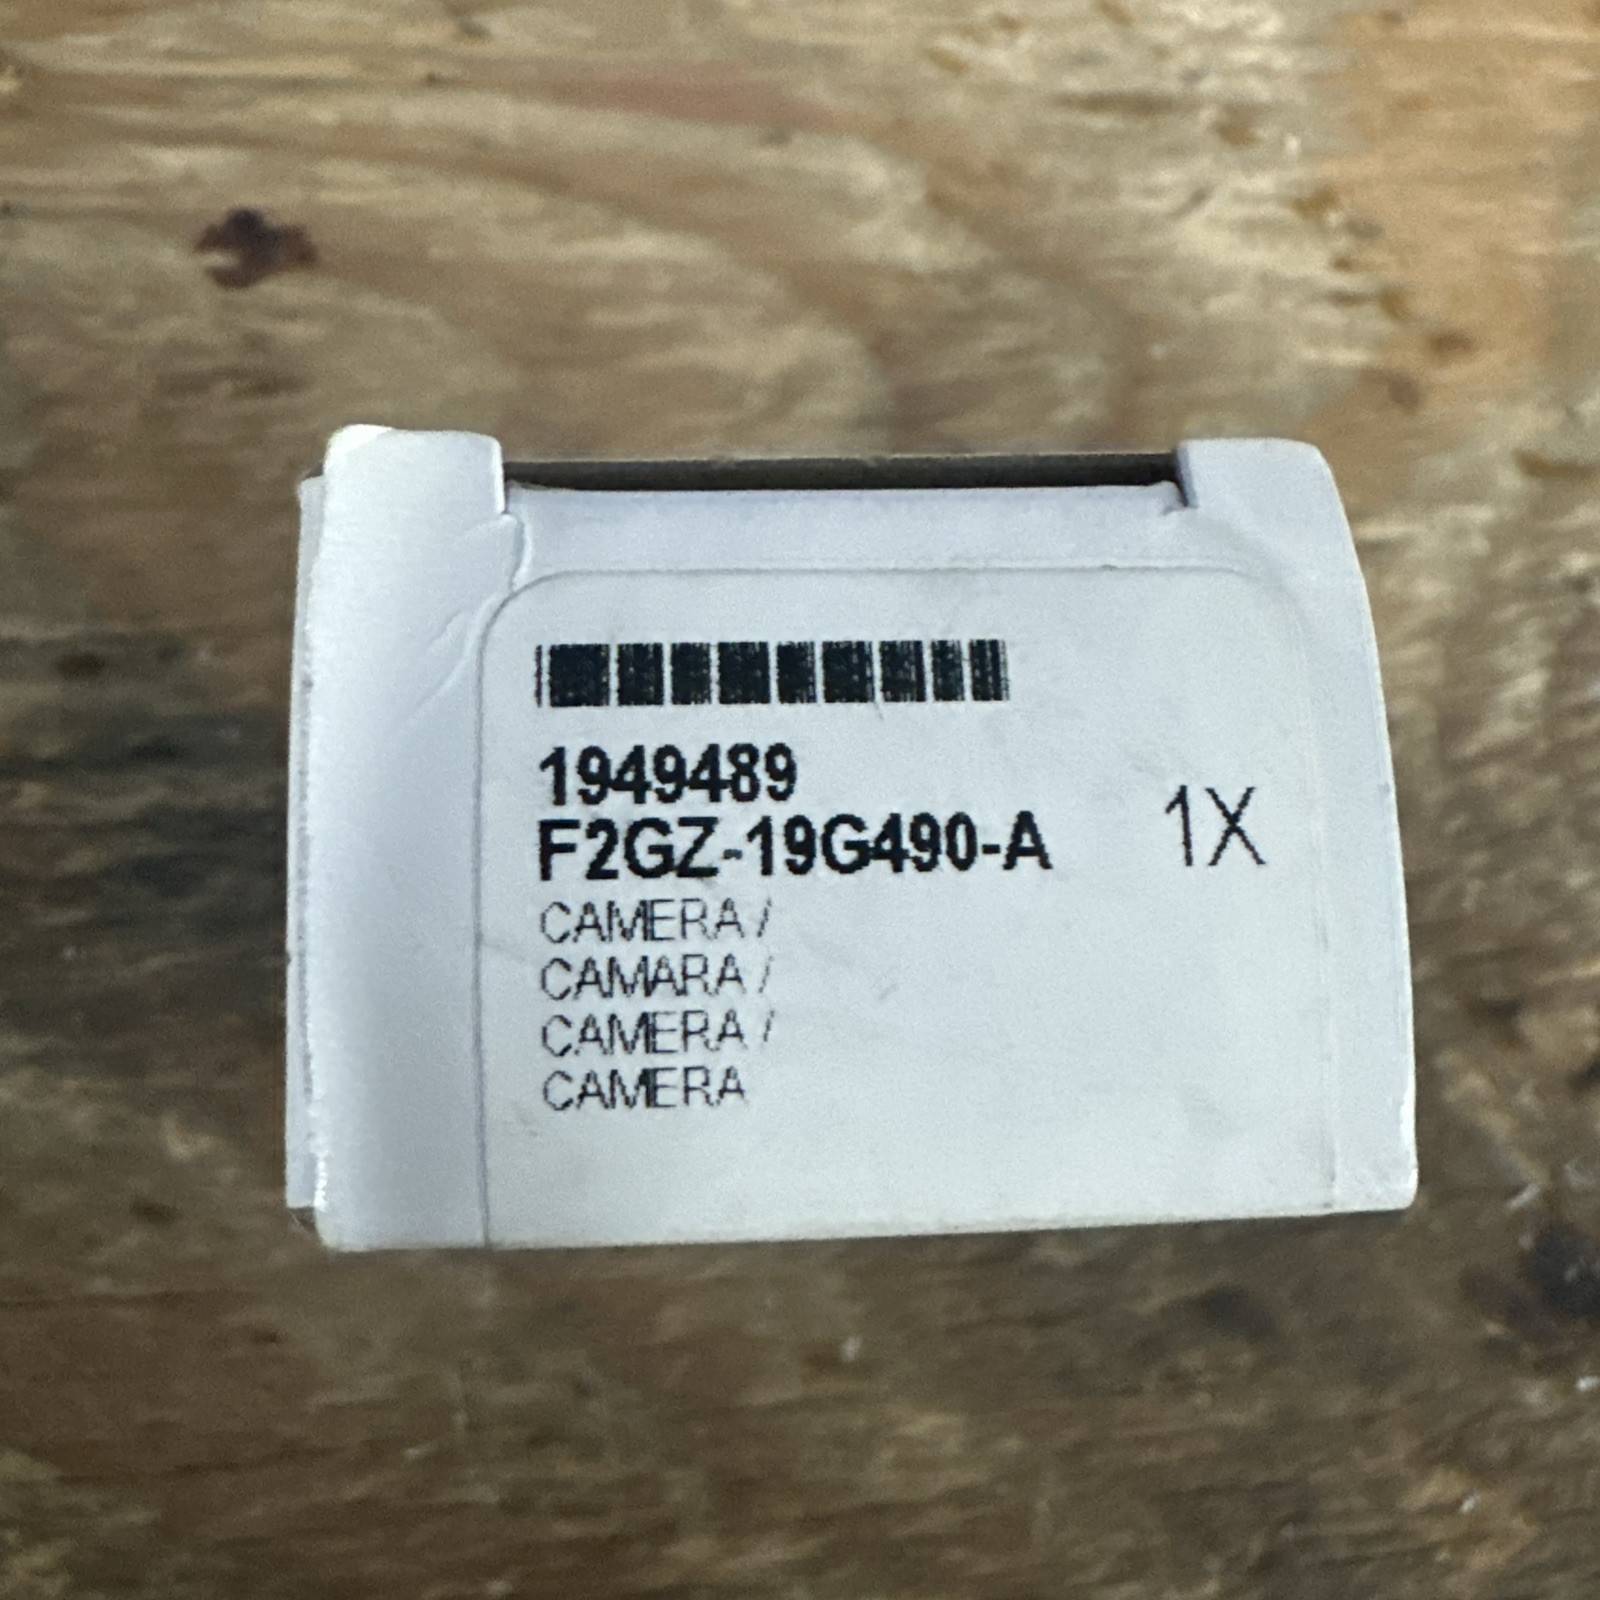 1949489
F2GZ-19G490-A
1X
CAMERA /
CAMARA /
CAMERA /
CAMERA